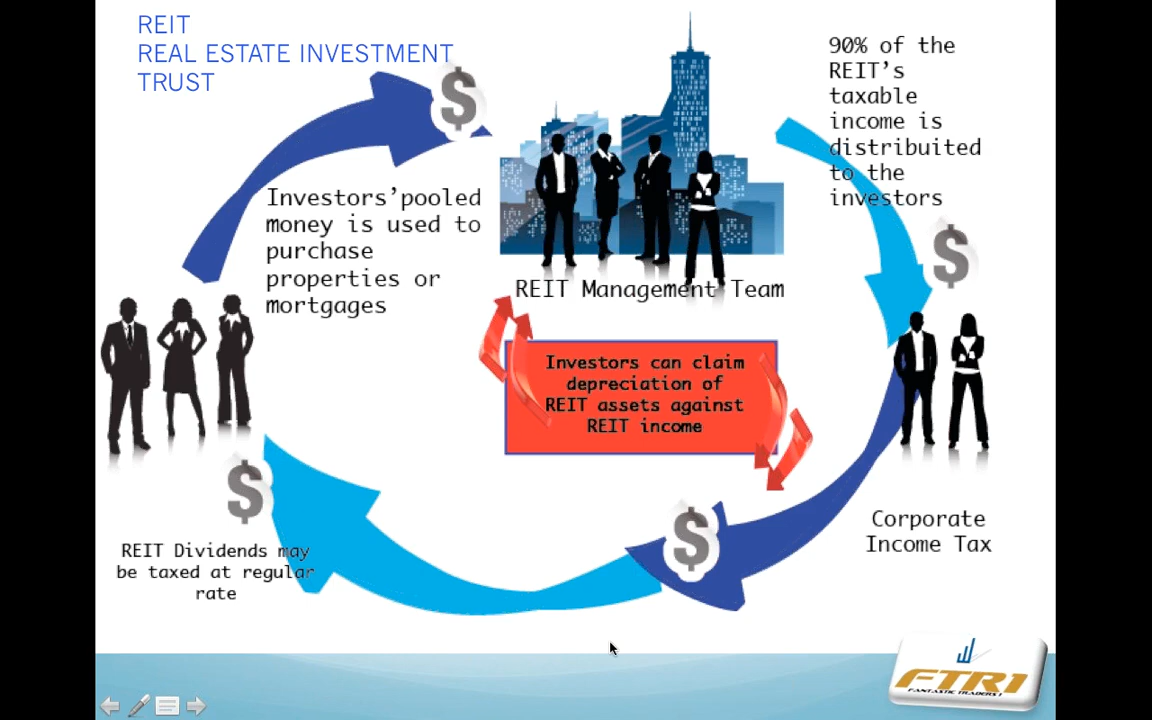 REIT
REAL ESTATE INVESTMENT
TRUST
90% of the
REIT's
taxable
income is
distribuited
to the
investors
Investors'pooled
money is used to
purchase
properties or
mortgages
REIT Management Team
Investors can claim
depreciation of
REIT assets against
REIT income
Corporate
Income Tax
REIT Dividends may
be taxed at regular
rate
FTR1
FANTASTIC TRADERS!